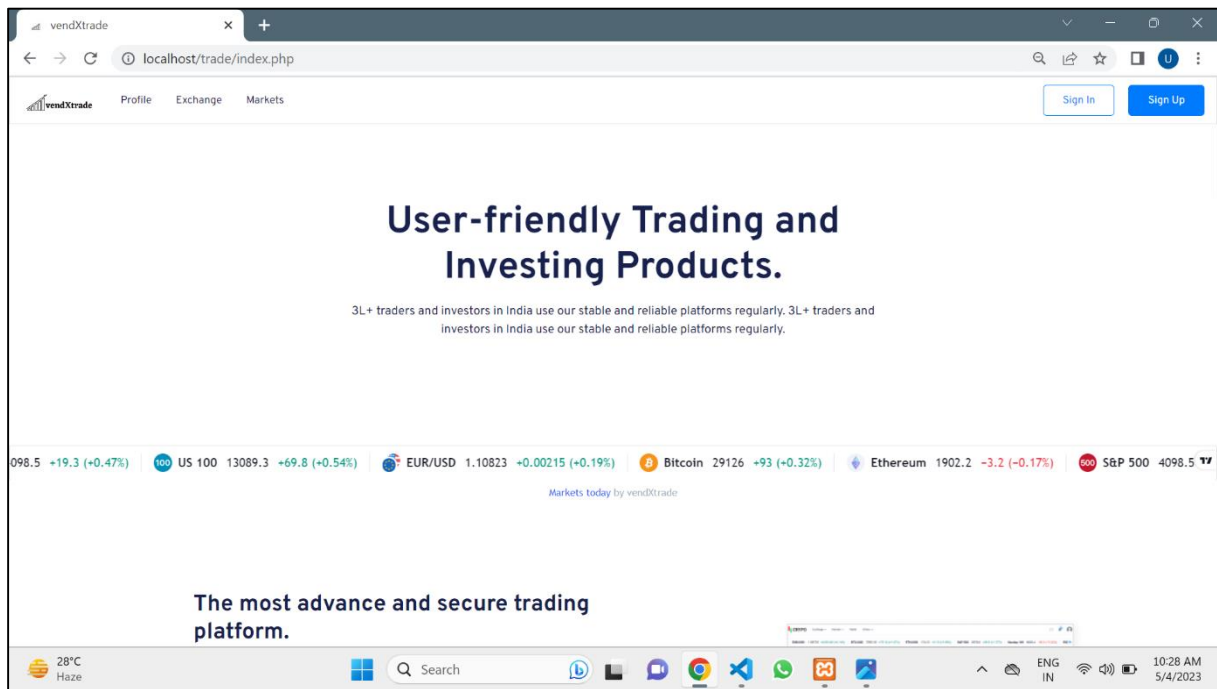 vendXtrade
localhost/trade/index.php
U
vendXtrade Profile Exchange Markets Sign In Sign Up
User-friendly Trading and
Investing Products.
3L+ traders and investors in India use our stable and reliable platforms regularly. 3L+ traders and
investors in India use our stable and reliable platforms regularly.
098.5 +19.3 (+0.47%) 100 US 100 13089.3 +69.8 (+0.54%) EUR/USD 1.10823 +0.00215 (+0.19%) Bitcoin 29126 +93 (+0.32%) Ethereum 1902.2 −3.2 (−0.17%) 500 S&P 500 4098.5
Markets today by vendXtrade
The most advance and secure trading
platform.
28°C
Haze
Search
ENG
IN
10:28 AM
5/4/2023